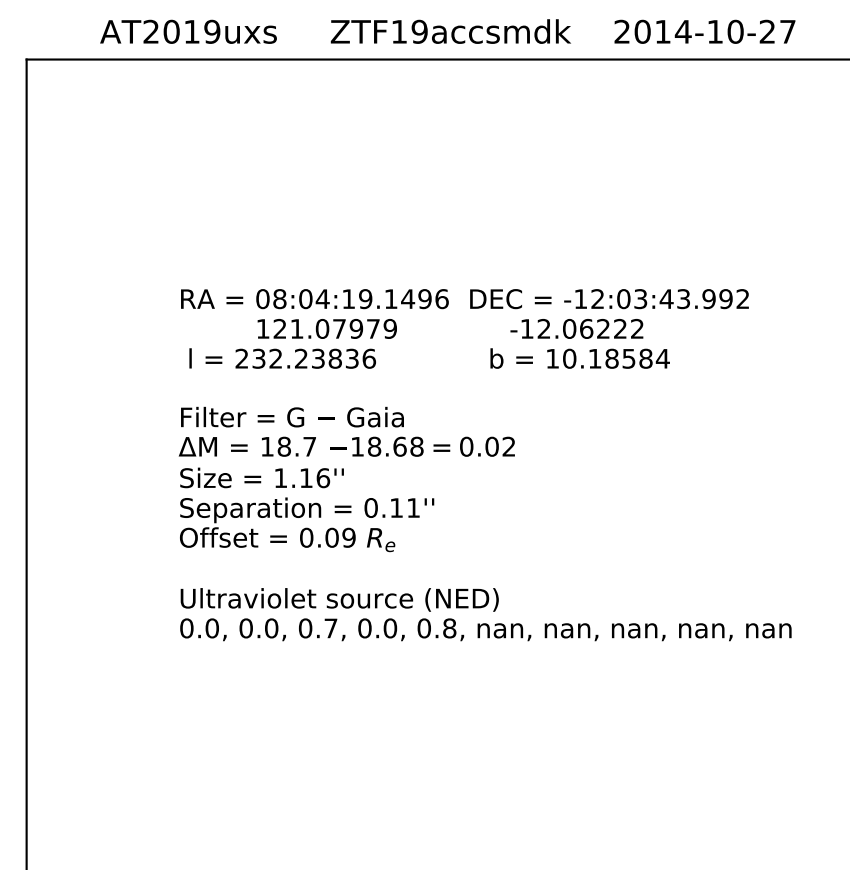 AT2019uxs ZTF19accsmdk 2014-10-27
RA = 08:04:19.1496 DEC = -12:03:43.992
121.07979 -12.06222
l = 232.23836 b = 10.18584
Filter = G − Gaia
ΔM = 18.7 −18.68 = 0.02
Size = 1.16''
Separation = 0.11''
Offset = 0.09 Rₑ
Ultraviolet source (NED)
0.0, 0.0, 0.7, 0.0, 0.8, nan, nan, nan, nan, nan